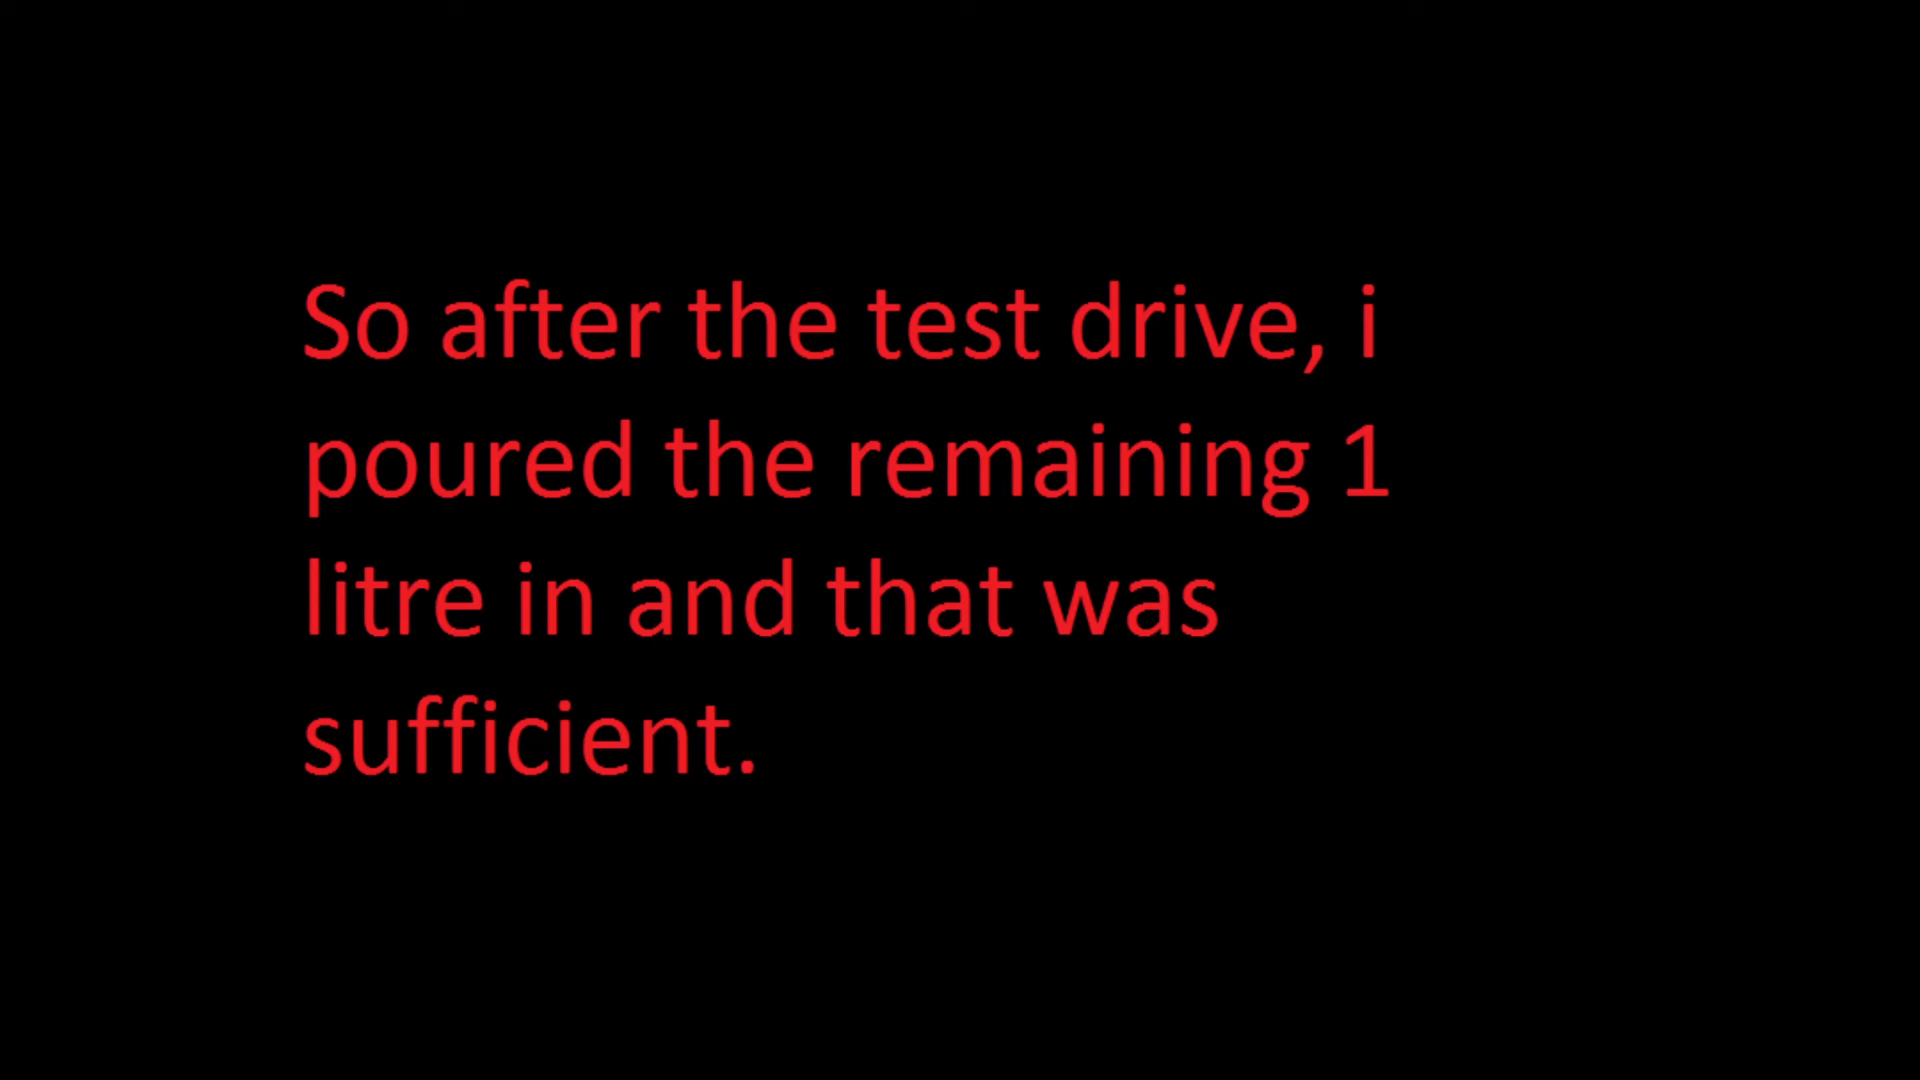 So after the test drive, i
poured the remaining 1
litre in and that was
sufficient.